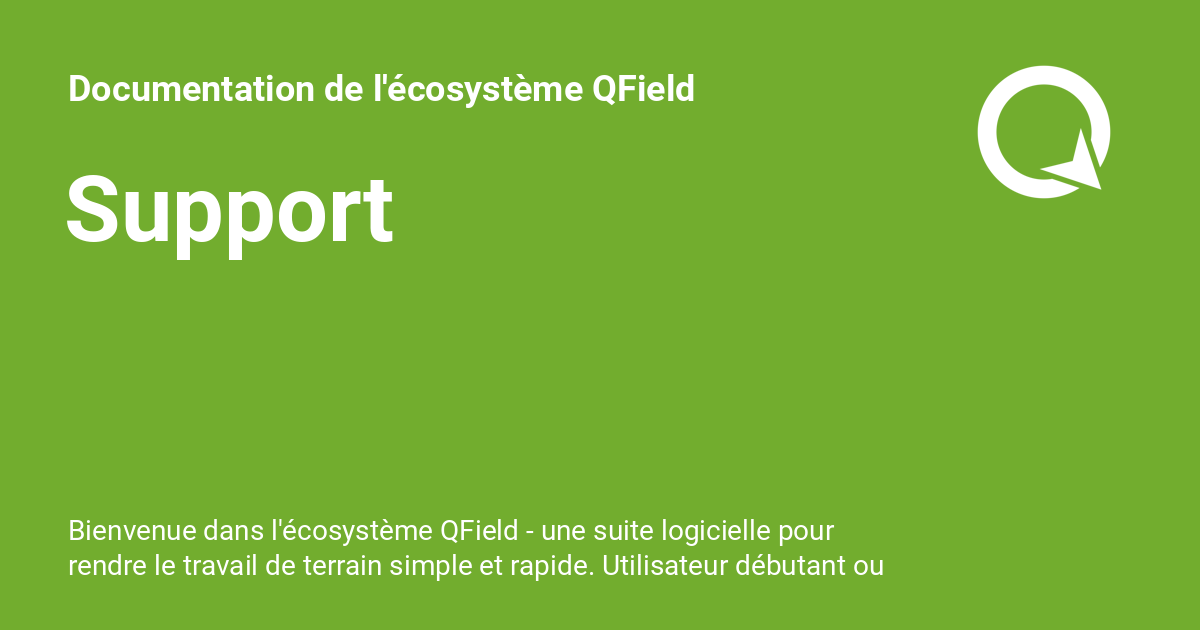 Documentation de l'écosystème QField
Support
Bienvenue dans l'écosystème QField - une suite logicielle pour
rendre le travail de terrain simple et rapide. Utilisateur débutant ou